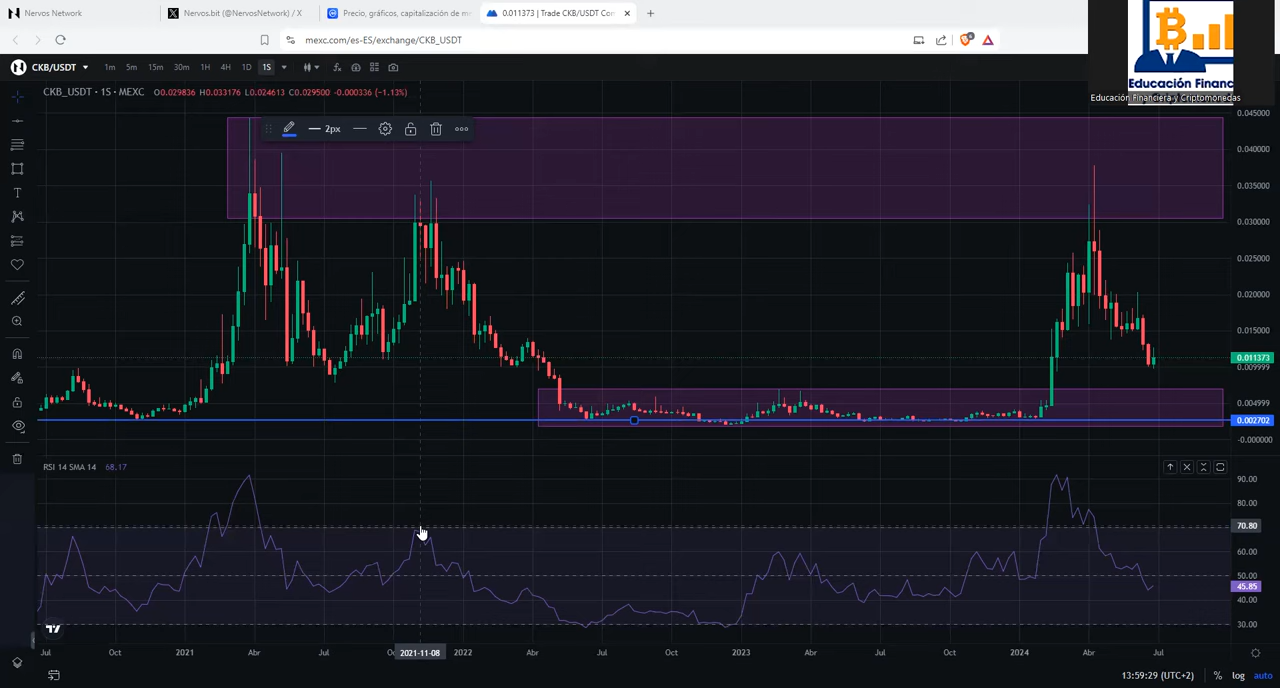 Nervos Network
Nervos.bit (@NervosNetwork) / X
Precio, gráficos, capitalización de m
0.011373 | Trade CKB/USDT Con
mexc.com/es-ES/exchange/CKB_USDT
Educación Financi
Educación Financiera y Criptomonedas
CKB/USDT
1m
5m
15m
30m
1H
4H
1D
1S
CKB_USDT · 1S · MEXC O0.029836 H0.033176 L0.024613 C0.029500 -0.000336 (-1.13%)
2px
0.045000
0.040000
0.035000
0.030000
0.025000
0.020000
0.015000
0.011373
0.009999
0.004999
0.002702
-0.000000
RSI 14 SMA 14 68.17
90.00
80.00
70.80
60.00
50.00
45.85
40.00
30.00
Jul
Oct
2021
Abr
Jul
2021-11-08
2022
Abr
Jul
Oct
2023
Abr
Jul
Oct
2024
Abr
Jul
13:59:29 (UTC+2)
%
log
auto